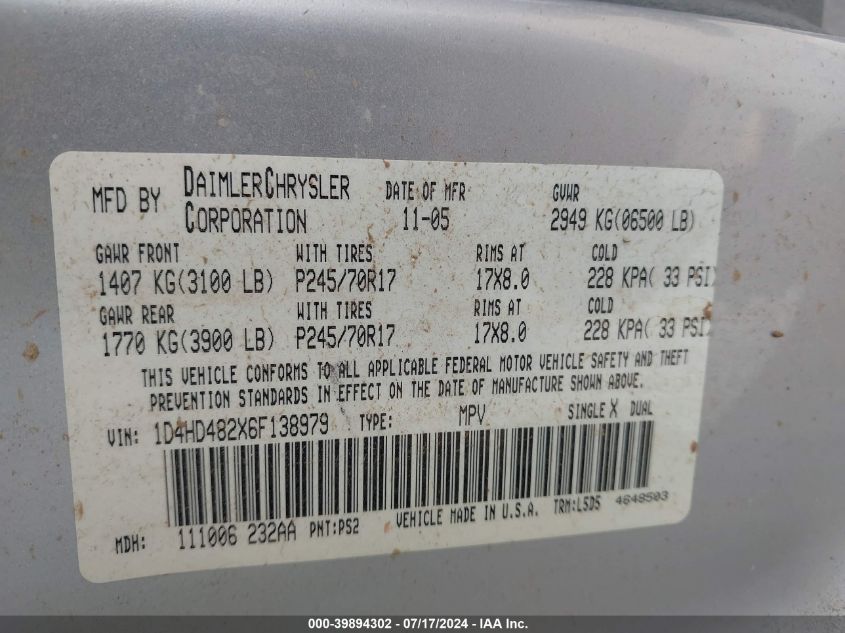 MFD BY DAIMLERCHRYSLER CORPORATION DATE OF MFR 11-05 GVWR 2949 KG(06500 LB)
GAWR FRONT WITH TIRES RIMS AT COLD
1407 KG(3100 LB) P245/70R17 17X8.0 228 KPA( 33 PSI)
GAWR REAR WITH TIRES RIMS AT COLD
1770 KG(3900 LB) P245/70R17 17X8.0 228 KPA( 33 PSI)
THIS VEHICLE CONFORMS TO ALL APPLICABLE FEDERAL MOTOR VEHICLE SAFETY AND THEFT
PREVENTION STANDARDS IN EFFECT ON THE DATE OF MANUFACTURE SHOWN ABOVE.
VIN: 1D4HD482X6F138979 TYPE: MPV SINGLE X DUAL
MDH: 111006 232AA PNT:PS2 VEHICLE MADE IN U.S.A. TRM:L5D5 4648503
000-39894302 - 07/17/2024 - IAA Inc.